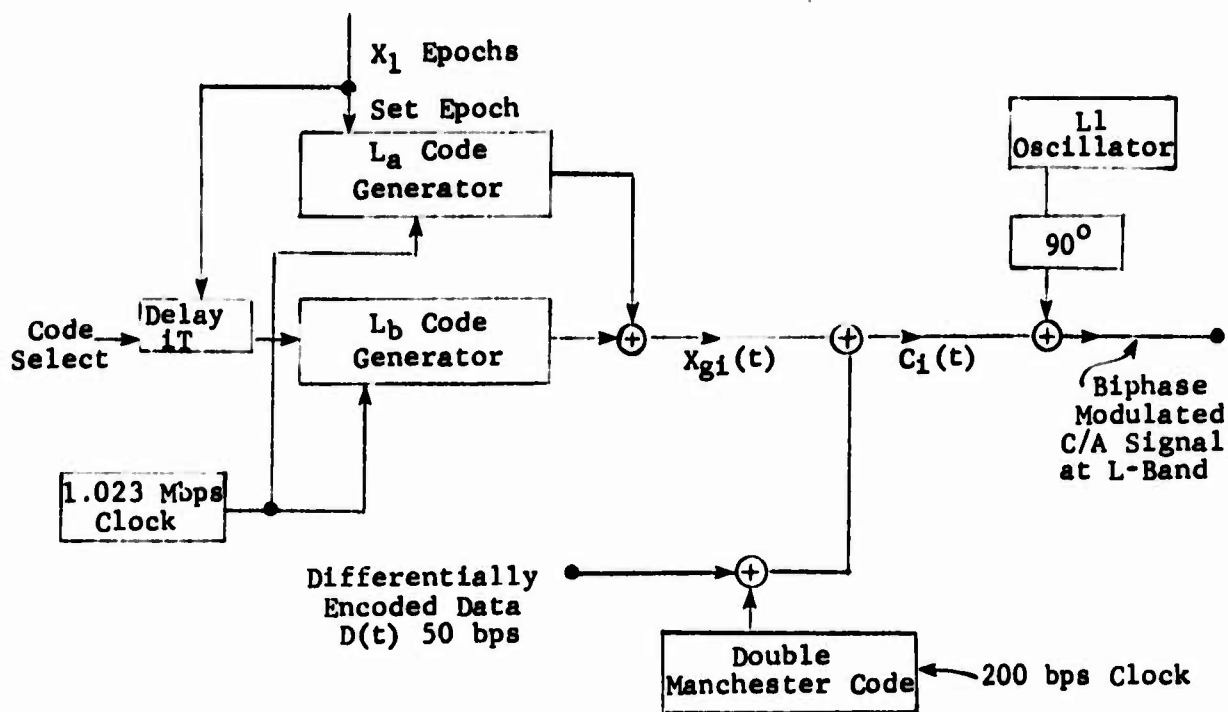 X1 Epochs
Set Epoch
La Code
Generator
L1
Oscillator
90°
Code
Select
Delay
iT
Lb Code
Generator
Xgi(t)
Ci(t)
Biphase
Modulated
C/A Signal
at L-Band
1.023 Mbps
Clock
Differentially
Encoded Data
D(t) 50 bps
Double
Manchester Code
200 bps Clock